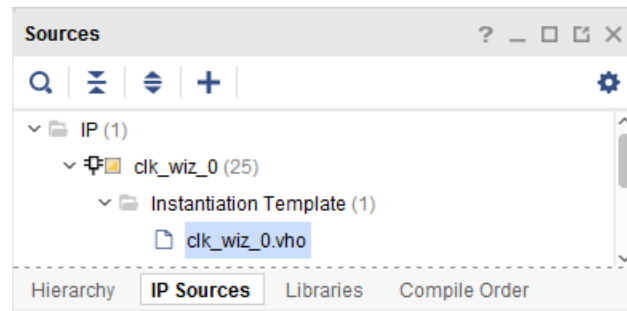 Sources
IP (1)
clk_wiz_0 (25)
Instantiation Template (1)
clk_wiz_0.vho
Hierarchy IP Sources Libraries Compile Order